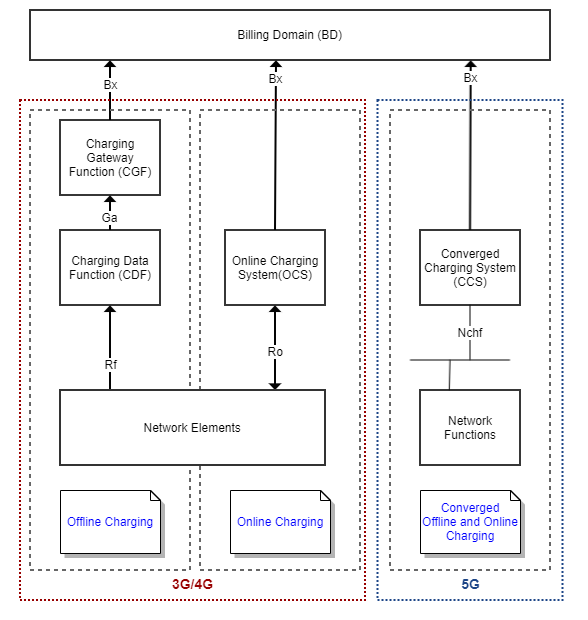 Billing Domain (BD)
Bx
Bx
Bx
Charging
Gateway
Function (CGF)
Ga
Charging Data
Function (CDF)
Online Charging
System(OCS)
Converged
Charging System
(CCS)
Rf
Ro
Nchf
Network Elements
Network
Functions
Offline Charging
Online Charging
Converged
Offline and Online
Charging
3G/4G
5G